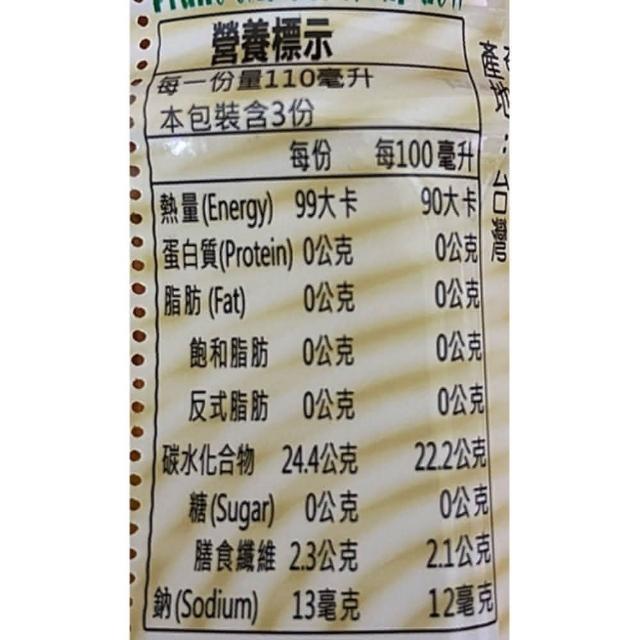 營養標示
每一份量110毫升
本包裝含3份
每份 每100毫升
熱量(Energy) 99大卡 90大卡
蛋白質(Protein) 0公克 0公克
脂肪(Fat) 0公克 0公克
飽和脂肪 0公克 0公克
反式脂肪 0公克 0公克
碳水化合物 24.4公克 22.2公克
糖(Sugar) 0公克 0公克
膳食纖維 2.3公克 2.1公克
鈉(Sodium) 13毫克 12毫克
產地：台灣